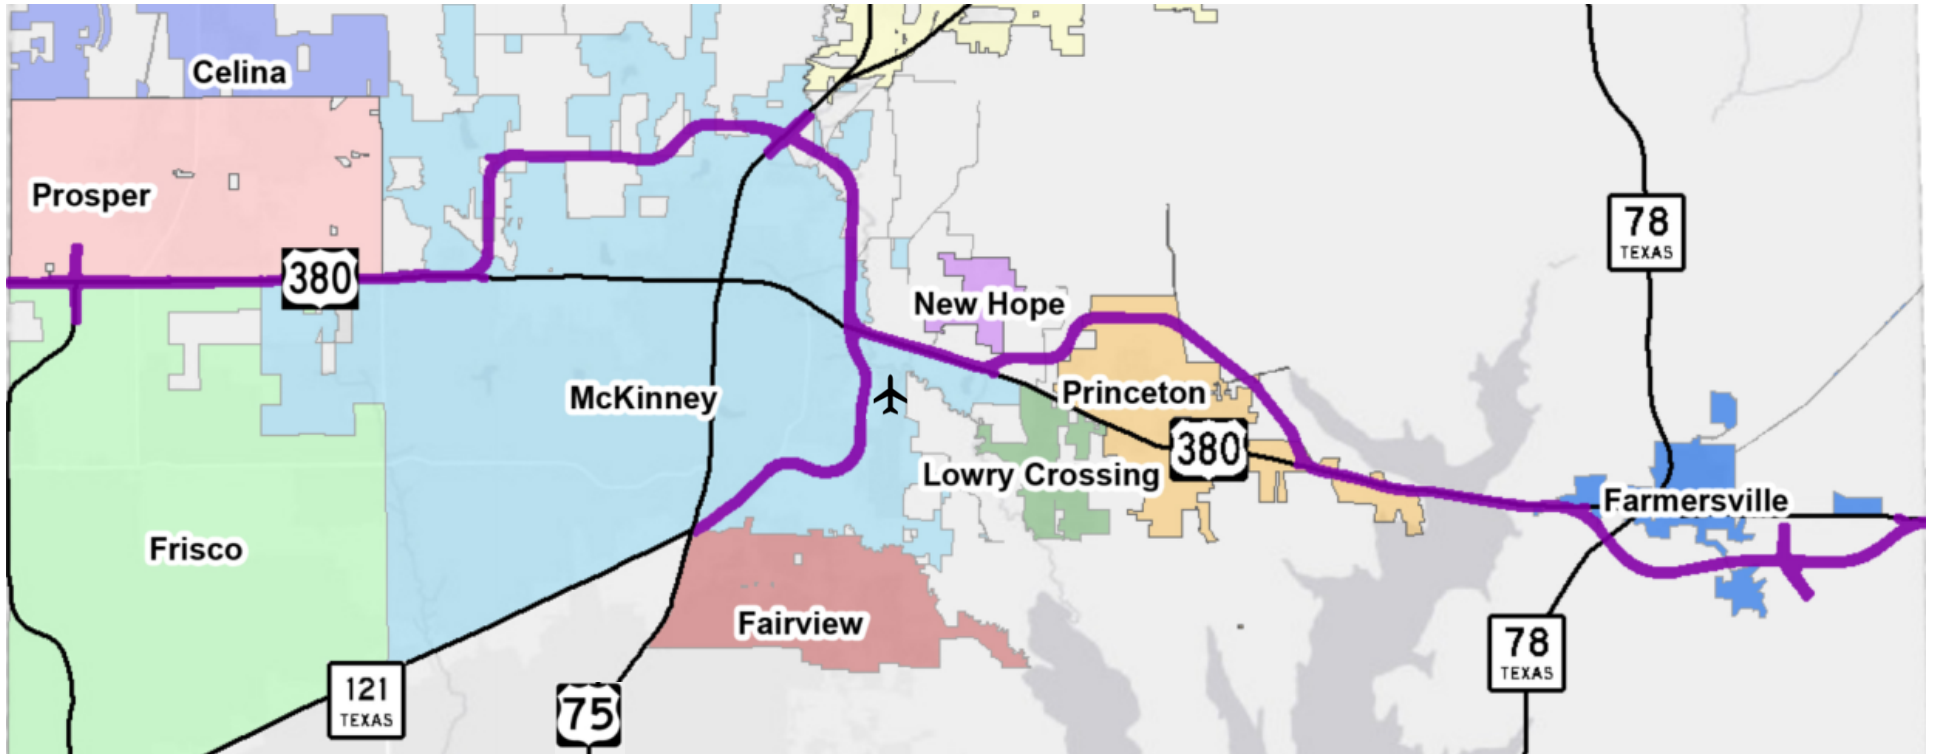 Celina
Prosper
78
TEXAS
380
New Hope
McKinney
Princeton
380
Lowry Crossing
Farmersville
Frisco
Fairview
78
TEXAS
121
TEXAS
75